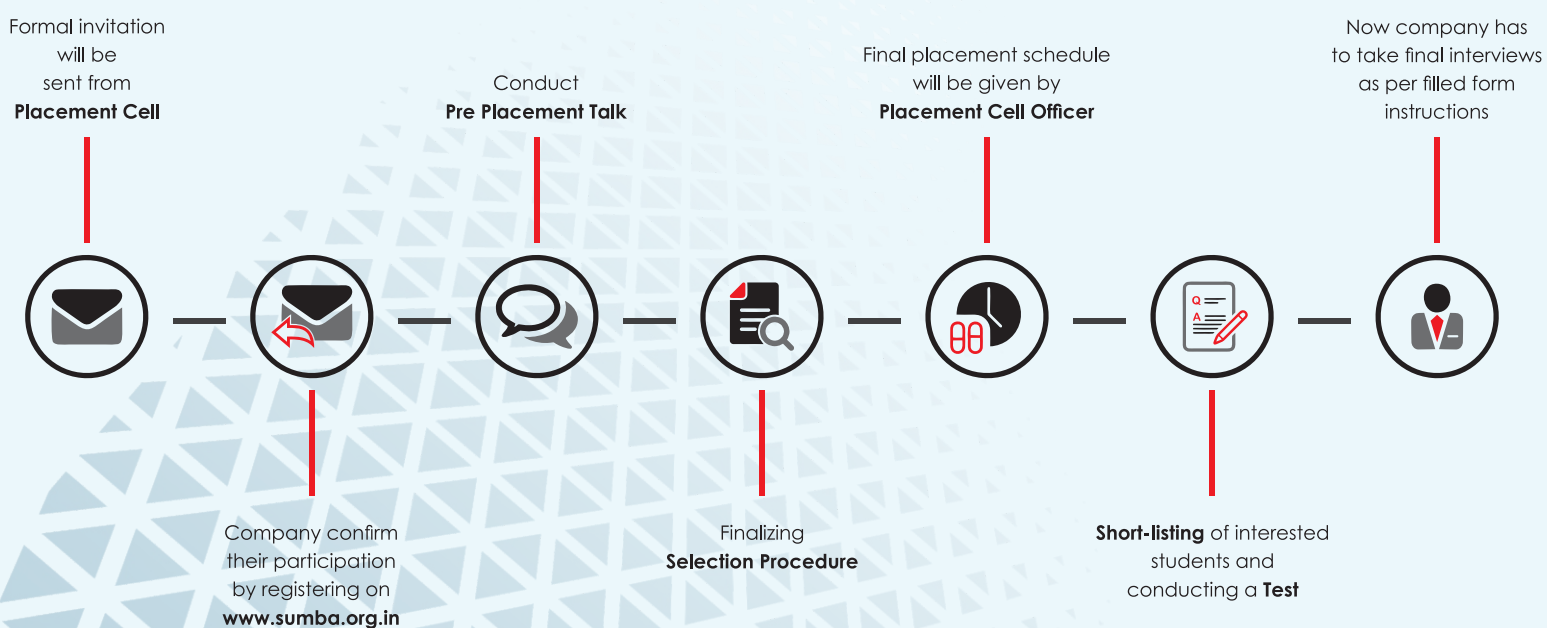 Formal invitation
will be
sent from
Placement Cell
Company confirm
their participation
by registering on
www.sumba.org.in
Conduct
Pre Placement Talk
Finalizing
Selection Procedure
Final placement schedule
will be given by
Placement Cell Officer
Q
A
Short-listing of interested
students and
conducting a Test
Now company has
to take final interviews
as per filled form
instructions